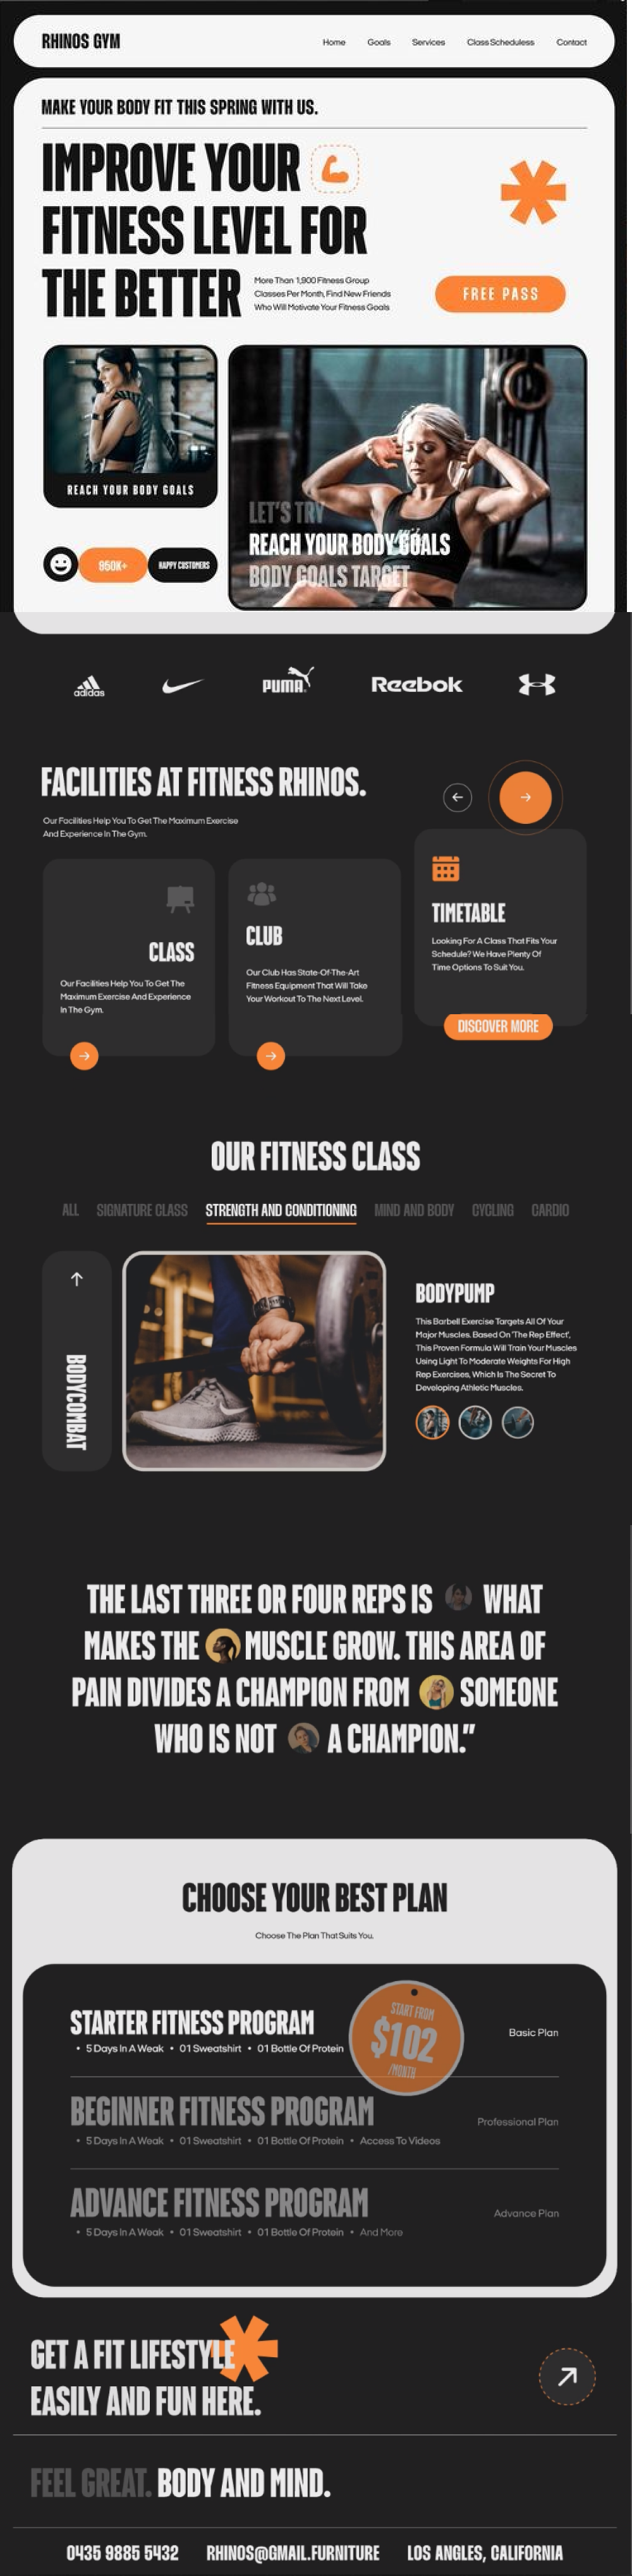 RHINOS GYM
Home Goals Services Class Scheduless Contact
MAKE YOUR BODY FIT THIS SPRING WITH US.
IMPROVE YOUR
FITNESS LEVEL FOR
THE BETTER
More Than 1,900 Fitness Group
Classes Per Month, Find New Friends
Who Will Motivate Your Fitness Goals
FREE PASS
REACH YOUR BODY GOALS
950K+
HAPPY CUSTOMERS
LET'S TRY
REACH YOUR BODY GOALS
BODY GOALS TARGET
adidas
PUMA
Reebok
FACILITIES AT FITNESS RHINOS.
Our Facilities Help You To Get The Maximum Exercise
And Experience In The Gym.
CLASS
Our Facilities Help You To Get The
Maximum Exercise And Experience
In The Gym.
CLUB
Our Club Has State-Of-The-Art
Fitness Equipment That Will Take
Your Workout To The Next Level.
TIMETABLE
Looking For A Class That Fits Your
Schedule? We Have Plenty Of
Time Options To Suit You.
DISCOVER MORE
OUR FITNESS CLASS
ALL SIGNATURE CLASS STRENGTH AND CONDITIONING MIND AND BODY CYCLING CARDIO
BODYCOMBAT
BODYPUMP
This Barbell Exercise Targets All Of Your
Major Muscles. Based On 'The Rep Effect',
This Proven Formula Will Train Your Muscles
Using Light To Moderate Weights For High
Rep Exercises, Which Is The Secret To
Developing Athletic Muscles.
THE LAST THREE OR FOUR REPS IS WHAT
MAKES THE MUSCLE GROW. THIS AREA OF
PAIN DIVIDES A CHAMPION FROM SOMEONE
WHO IS NOT A CHAMPION.”
CHOOSE YOUR BEST PLAN
Choose The Plan That Suits You.
STARTER FITNESS PROGRAM
• 5 Days In A Weak • 01 Sweatshirt • 01 Bottle Of Protein
START FROM
$102
/MONTH
Basic Plan
BEGINNER FITNESS PROGRAM
• 5 Days In A Weak • 01 Sweatshirt • 01 Bottle Of Protein • Access To Videos
Professional Plan
ADVANCE FITNESS PROGRAM
• 5 Days In A Weak • 01 Sweatshirt • 01 Bottle Of Protein • And More
Advance Plan
GET A FIT LIFESTYLE
EASILY AND FUN HERE.
FEEL GREAT. BODY AND MIND.
0435 9885 5432 RHINOS@GMAIL.FURNITURE LOS ANGLES, CALIFORNIA